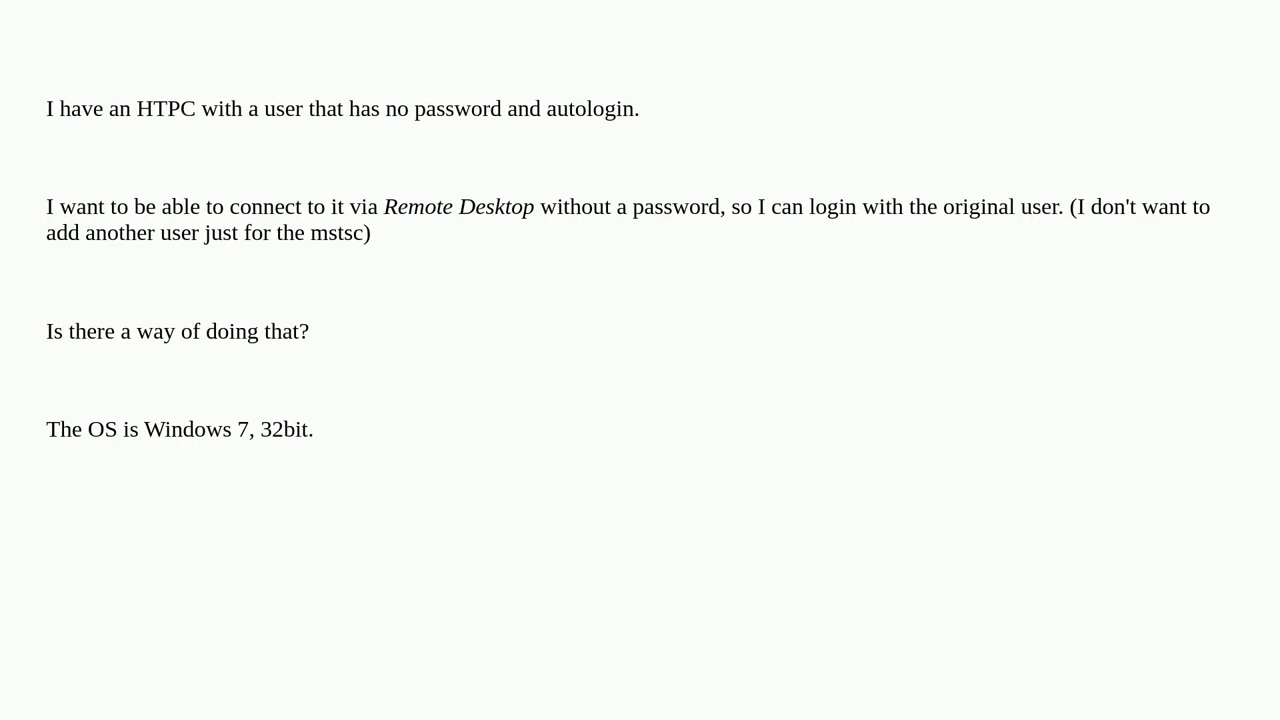 I have an HTPC with a user that has no password and autologin.
I want to be able to connect to it via Remote Desktop without a password, so I can login with the original user. (I don't want to
add another user just for the mstsc)
Is there a way of doing that?
The OS is Windows 7, 32bit.